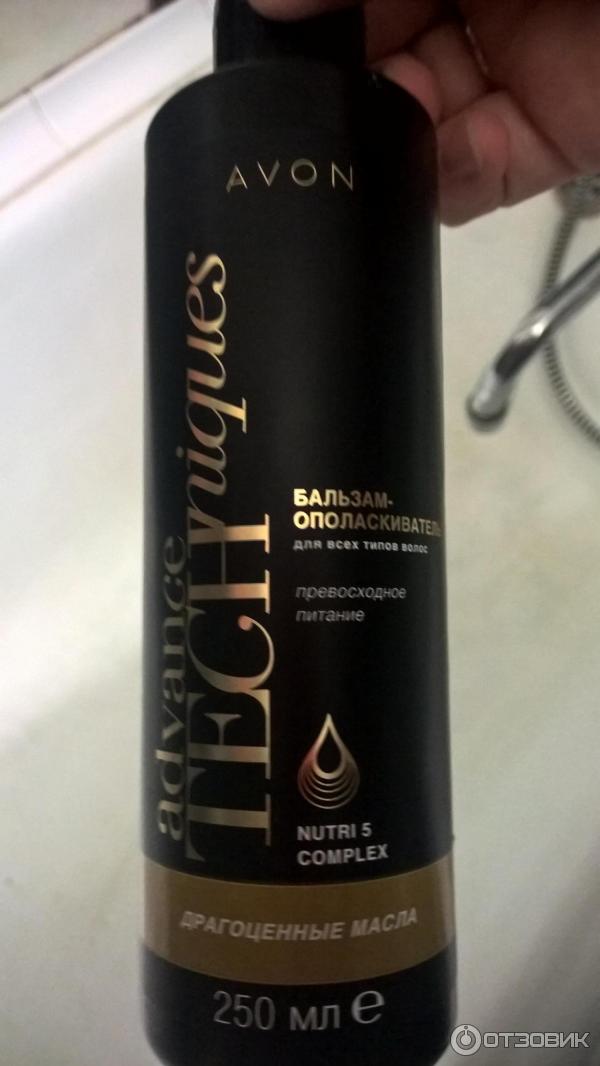 AVON
advance TECHniques
БАЛЬЗАМ-
ОПОЛАСКИВАТЕЛЬ
для всех типов волос
превосходное
питание
NUTRI 5
COMPLEX
ДРАГОЦЕННЫЕ МАСЛА
250 мл e
ОТЗОВИК